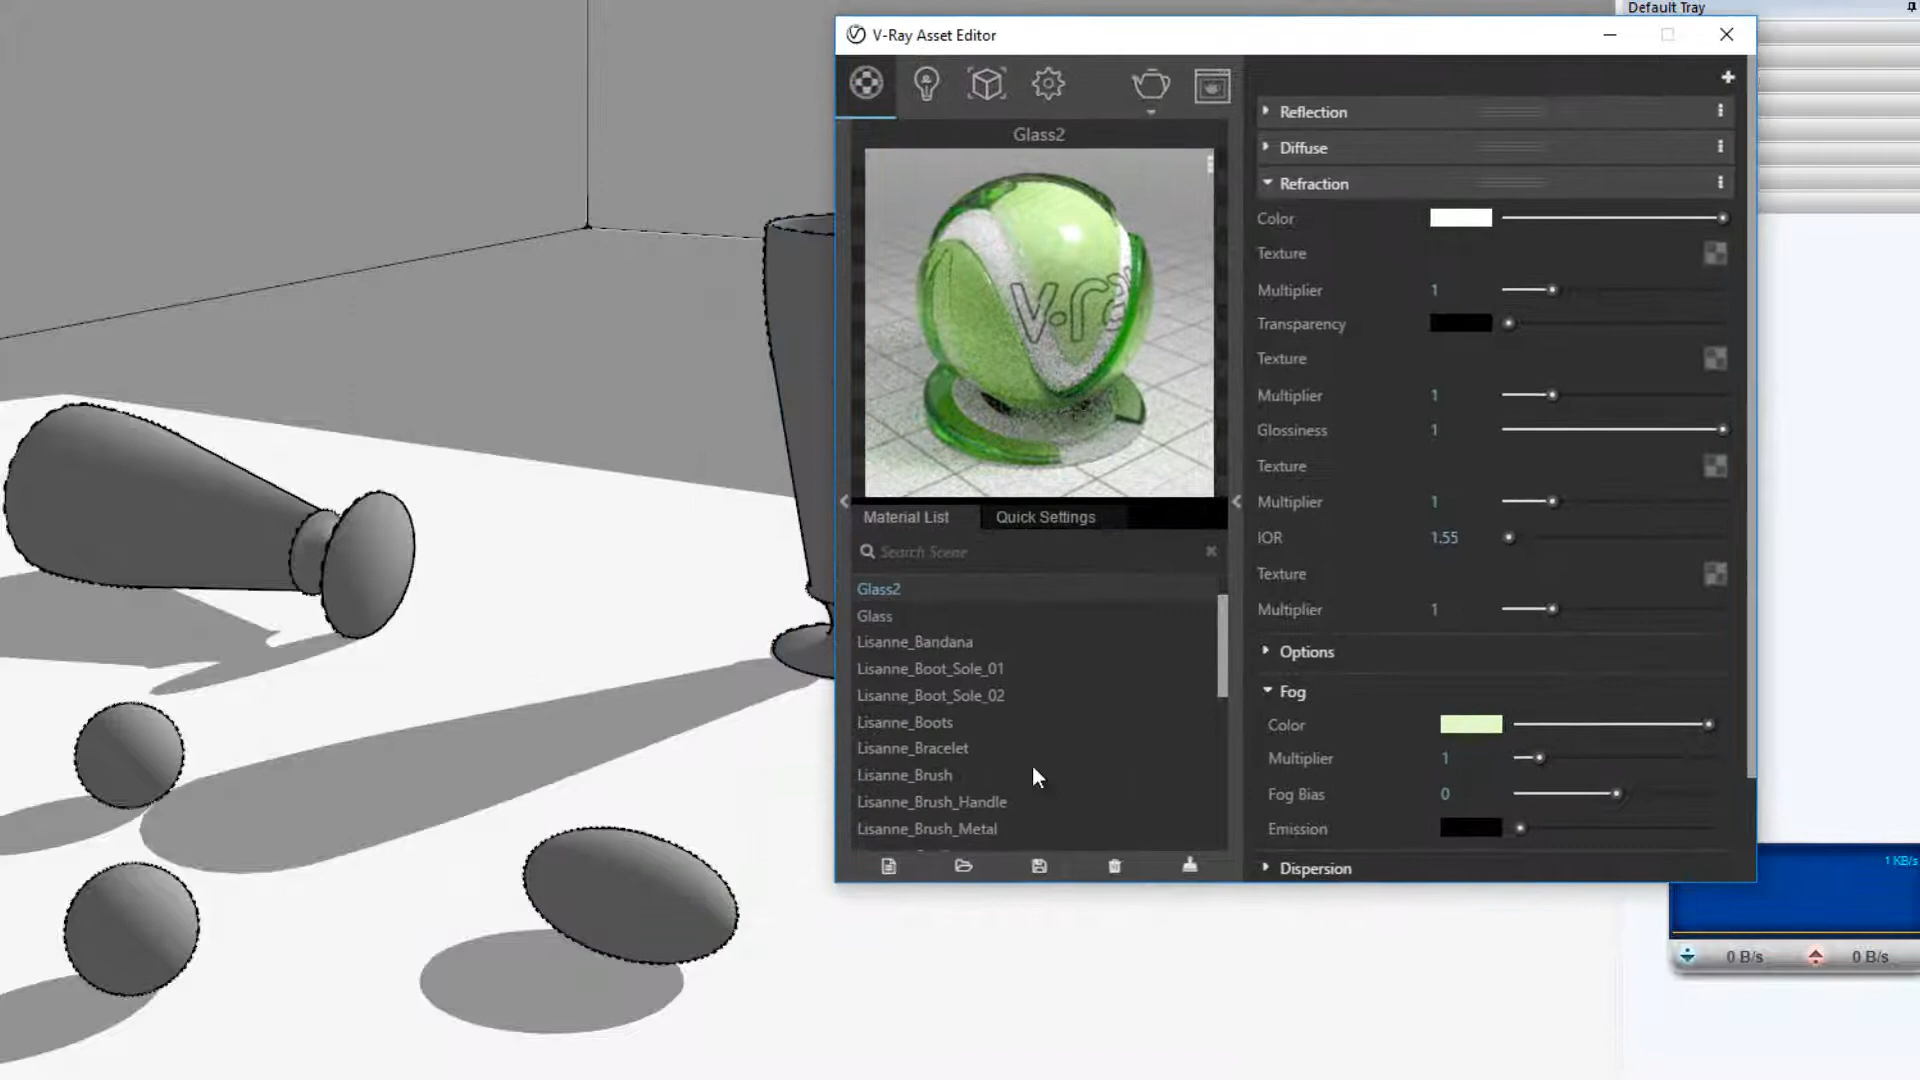 Default Tray
V-Ray Asset Editor
Glass2
v·ra
Material List
Quick Settings
Search Scene
Glass2
Glass
Lisanne_Bandana
Lisanne_Boot_Sole_01
Lisanne_Boot_Sole_02
Lisanne_Boots
Lisanne_Bracelet
Lisanne_Brush
Lisanne_Brush_Handle
Lisanne_Brush_Metal
Reflection
Diffuse
Refraction
Color
Texture
Multiplier 1
Transparency
Texture
Multiplier 1
Glossiness 1
Texture
Multiplier 1
IOR 1.55
Texture
Multiplier 1
Options
Fog
Color
Multiplier 1
Fog Bias 0
Emission
Dispersion
1 KB/s
0 B/s 0 B/s